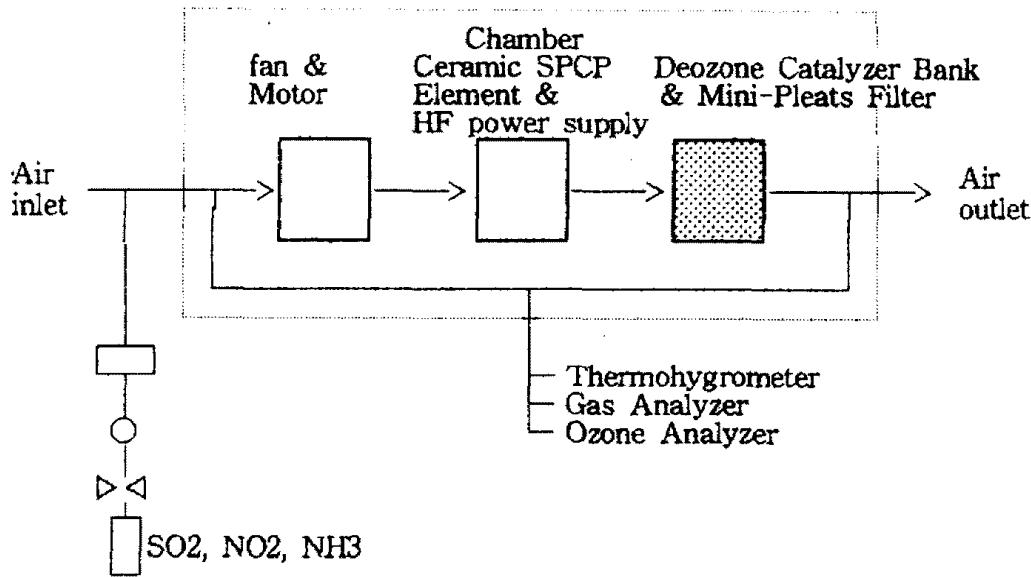 Chamber
fan &
Motor
Ceramic SPCP
Element &
HF power supply
Deozone Catalyzer Bank
& Mini-Pleats Filter
Air
inlet
Air
outlet
Thermohygrometer
Gas Analyzer
Ozone Analyzer
SO2, NO2, NH3